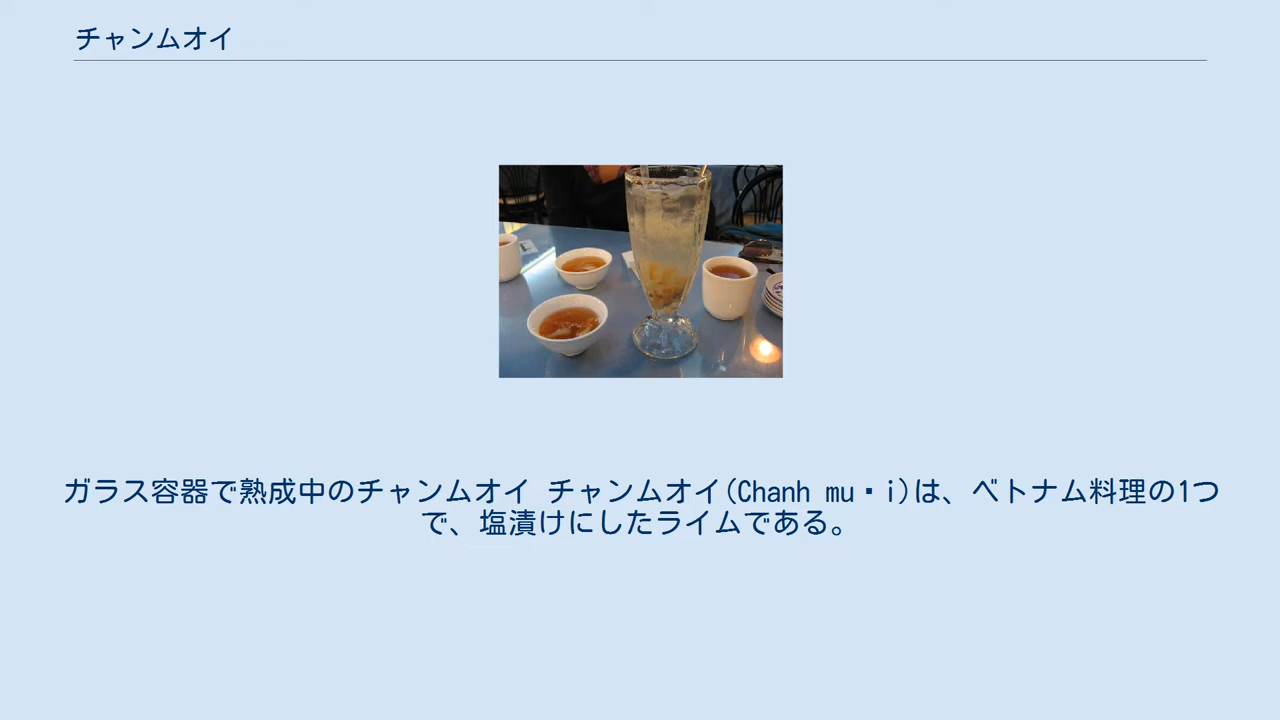 チャンムオイ
ガラス容器で熟成中のチャンムオイ チャンムオイ(Chanh mu▪i)は、ベトナム料理の1つ
で、塩漬けにしたライムである。